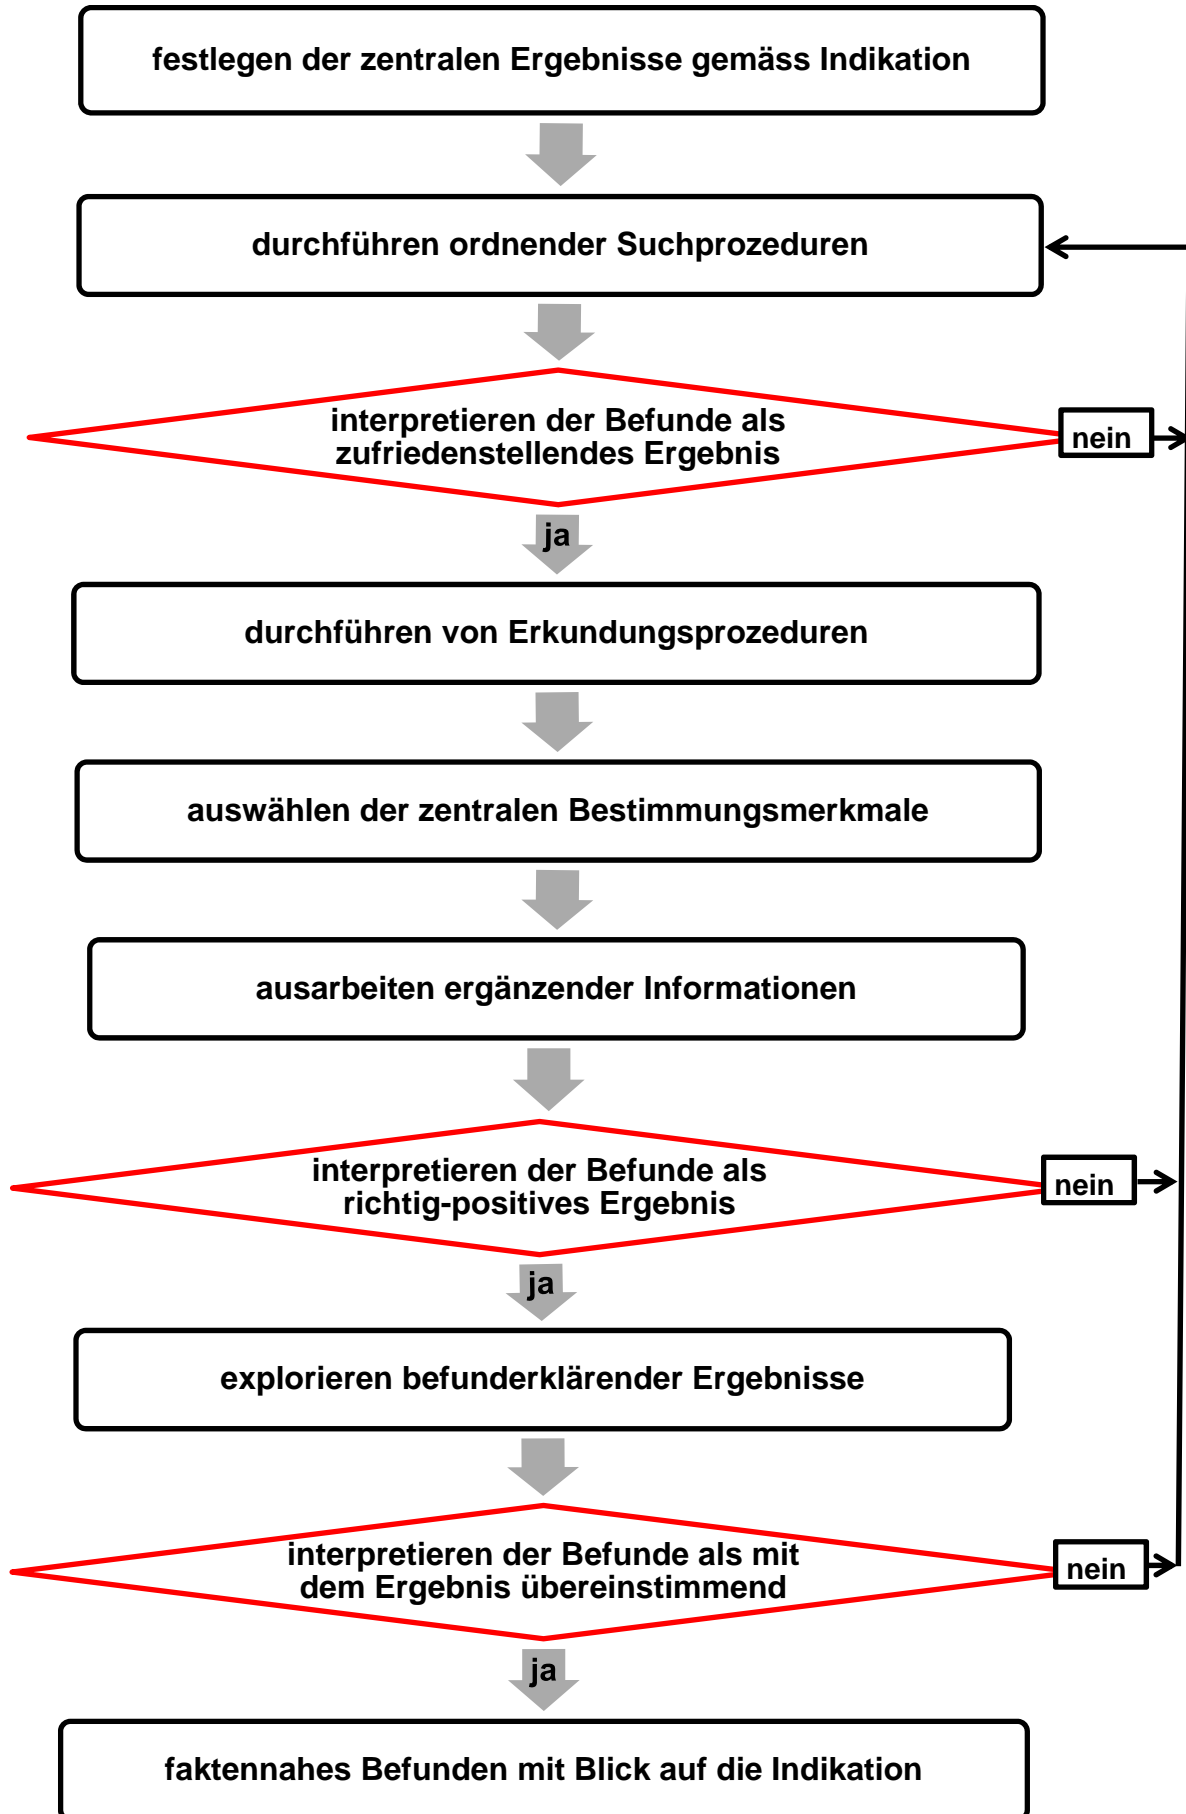 festlegen der zentralen Ergebnisse gemäss Indikation
durchführen ordnender Suchprozeduren
interpretieren der Befunde als
zufriedenstellendes Ergebnis
nein
ja
durchführen von Erkundungsprozeduren
auswählen der zentralen Bestimmungsmerkmale
ausarbeiten ergänzender Informationen
interpretieren der Befunde als
richtig-positives Ergebnis
nein
ja
explorieren befunderklärender Ergebnisse
interpretieren der Befunde als mit
dem Ergebnis übereinstimmend
nein
ja
faktennahes Befunden mit Blick auf die Indikation